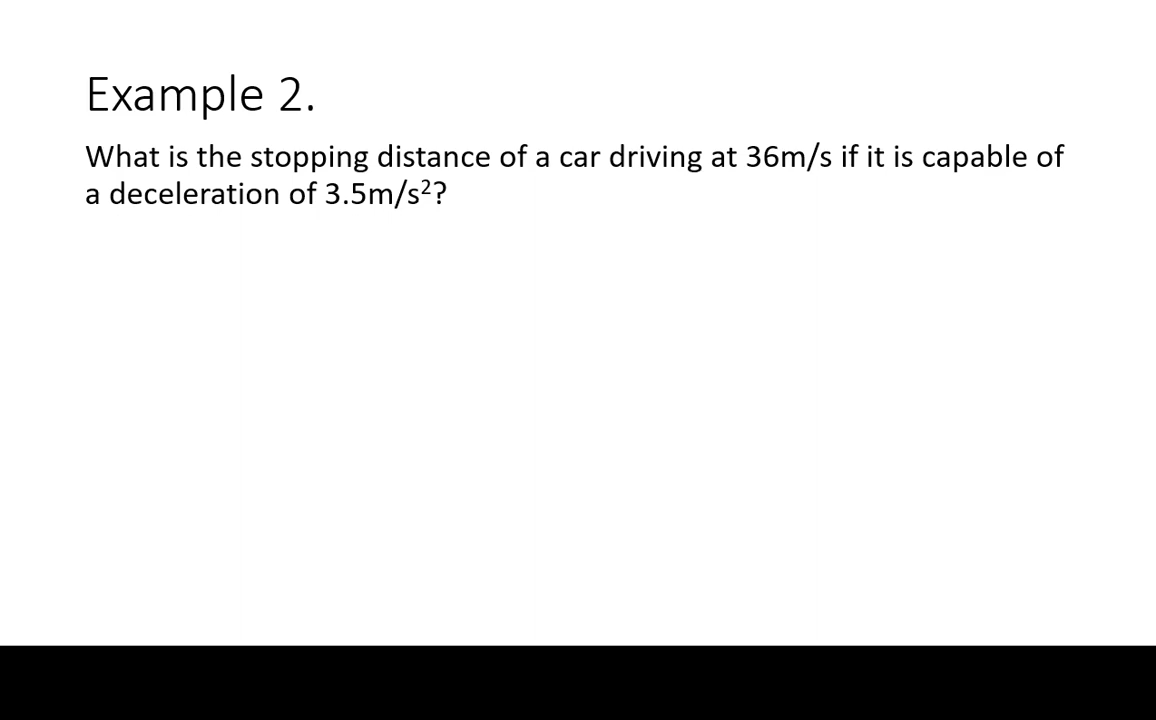 Example 2.
What is the stopping distance of a car driving at 36m/s if it is capable of
a deceleration of 3.5m/s²?